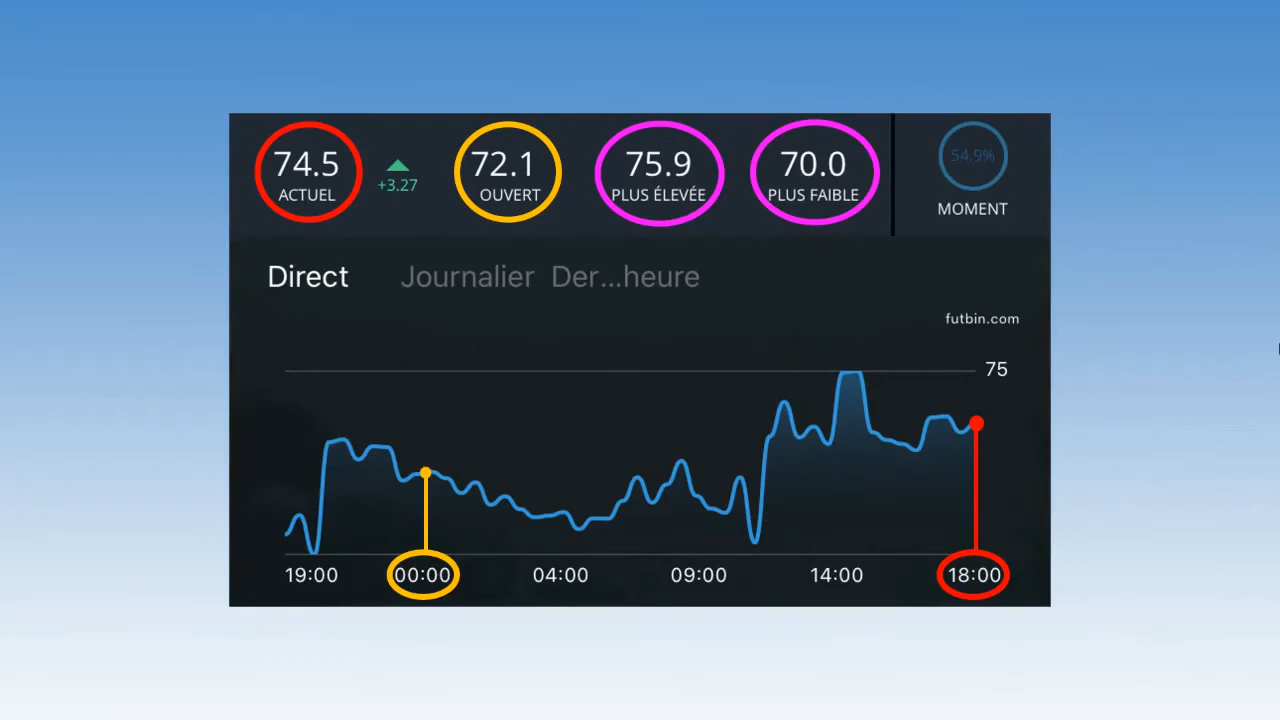 74.5
ACTUEL
+3.27
72.1
OUVERT
75.9
PLUS ÉLEVÉE
70.0
PLUS FAIBLE
54.9%
MOMENT
Direct
Journalier
Der...heure
futbin.com
75
19:00
00:00
04:00
09:00
14:00
18:00